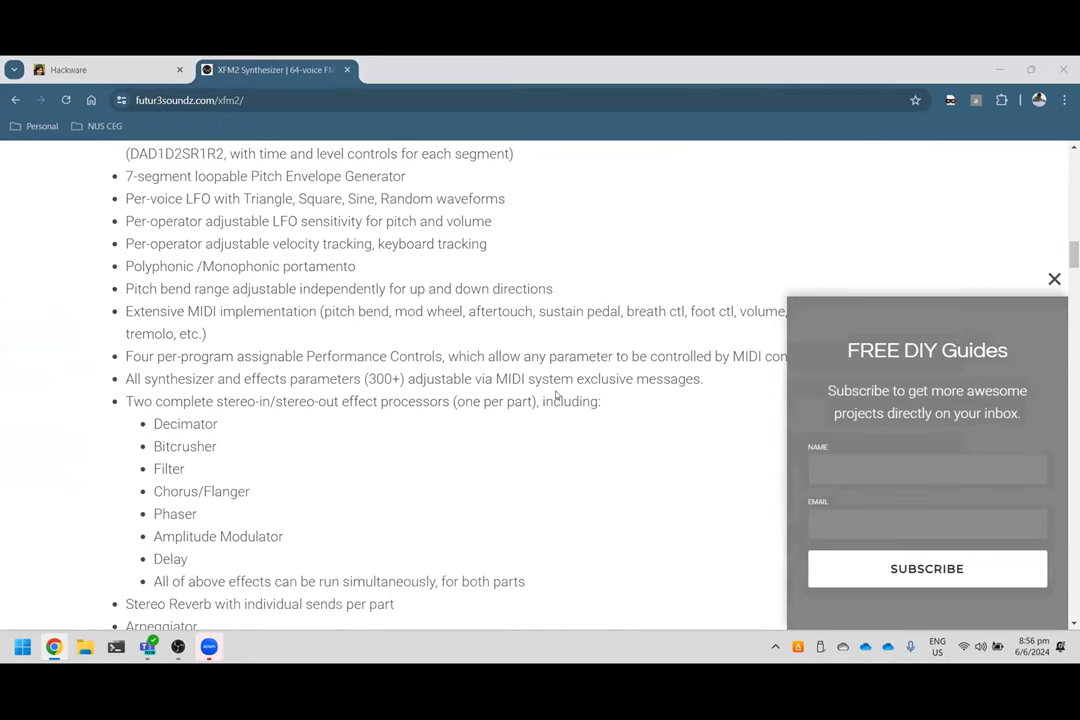 Hackware
XFM2 Synthesizer | 64-voice FM
futur3soundz.com/xfm2/
Personal
NUS CEG
(DAD1D2SR1R2, with time and level controls for each segment)
7-segment loopable Pitch Envelope Generator
Per-voice LFO with Triangle, Square, Sine, Random waveforms
Per-operator adjustable LFO sensitivity for pitch and volume
Per-operator adjustable velocity tracking, keyboard tracking
Polyphonic /Monophonic portamento
Pitch bend range adjustable independently for up and down directions
Extensive MIDI implementation (pitch bend, mod wheel, aftertouch, sustain pedal, breath ctl, foot ctl, volume,
tremolo, etc.)
Four per-program assignable Performance Controls, which allow any parameter to be controlled by MIDI con
All synthesizer and effects parameters (300+) adjustable via MIDI system exclusive messages.
Two complete stereo-in/stereo-out effect processors (one per part), including:
Decimator
Bitcrusher
Filter
Chorus/Flanger
Phaser
Amplitude Modulator
Delay
All of above effects can be run simultaneously, for both parts
Stereo Reverb with individual sends per part
Arpeggiator
FREE DIY Guides
Subscribe to get more awesome
projects directly on your inbox.
NAME
EMAIL
SUBSCRIBE
NEW
zoom
ENG
US
8:56 pm
6/6/2024